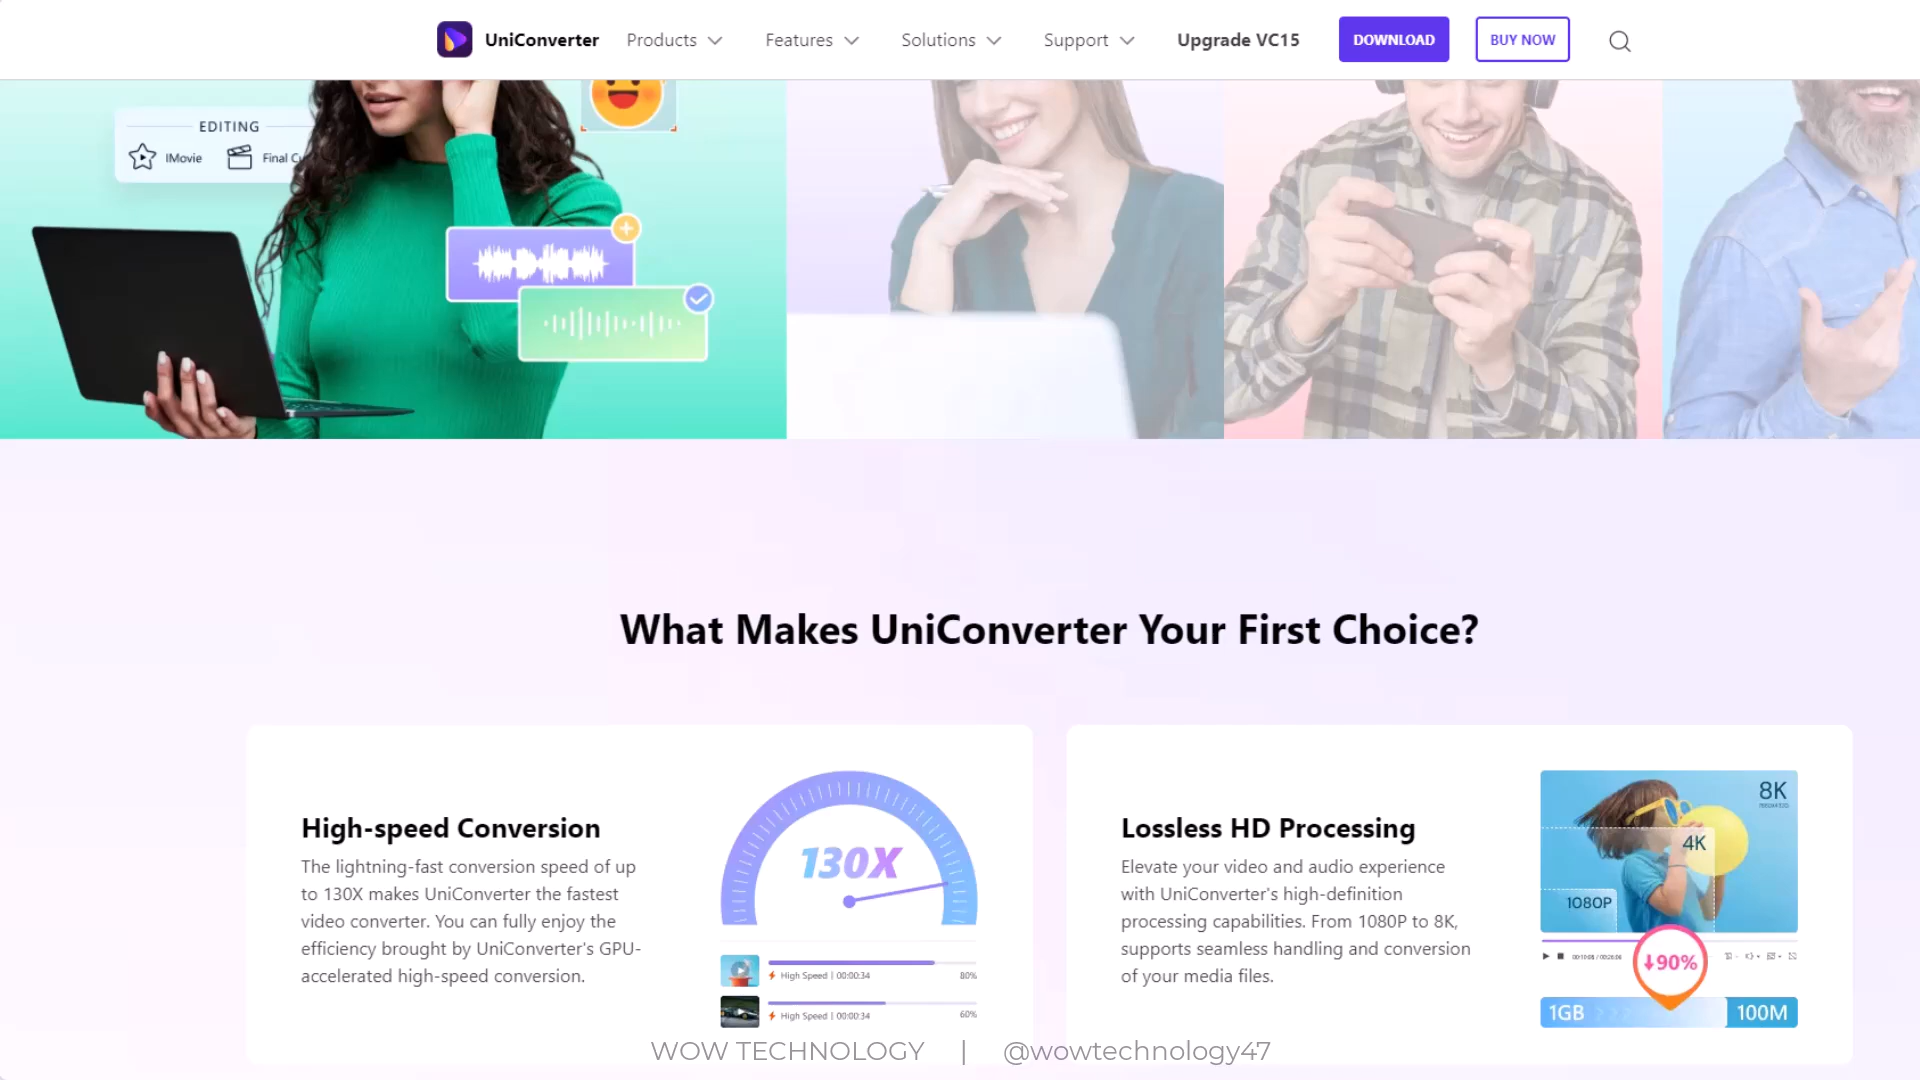 UniConverter
Products
Features
Solutions
Support
Upgrade VC15
DOWNLOAD
BUY NOW
EDITING
IMovie
Final
What Makes UniConverter Your First Choice?
High-speed Conversion
The lightning-fast conversion speed of up
to 130X makes UniConverter the fastest
video converter. You can fully enjoy the
efficiency brought by UniConverter's GPU-
accelerated high-speed conversion.
130X
High Speed | 00:00:34
80%
High Speed | 00:00:34
60%
Lossless HD Processing
Elevate your video and audio experience
with UniConverter's high-definition
processing capabilities. From 1080P to 8K,
supports seamless handling and conversion
of your media files.
8K
4K
1080P
90%
1GB
100M
WOW TECHNOLOGY | @wowtechnology47